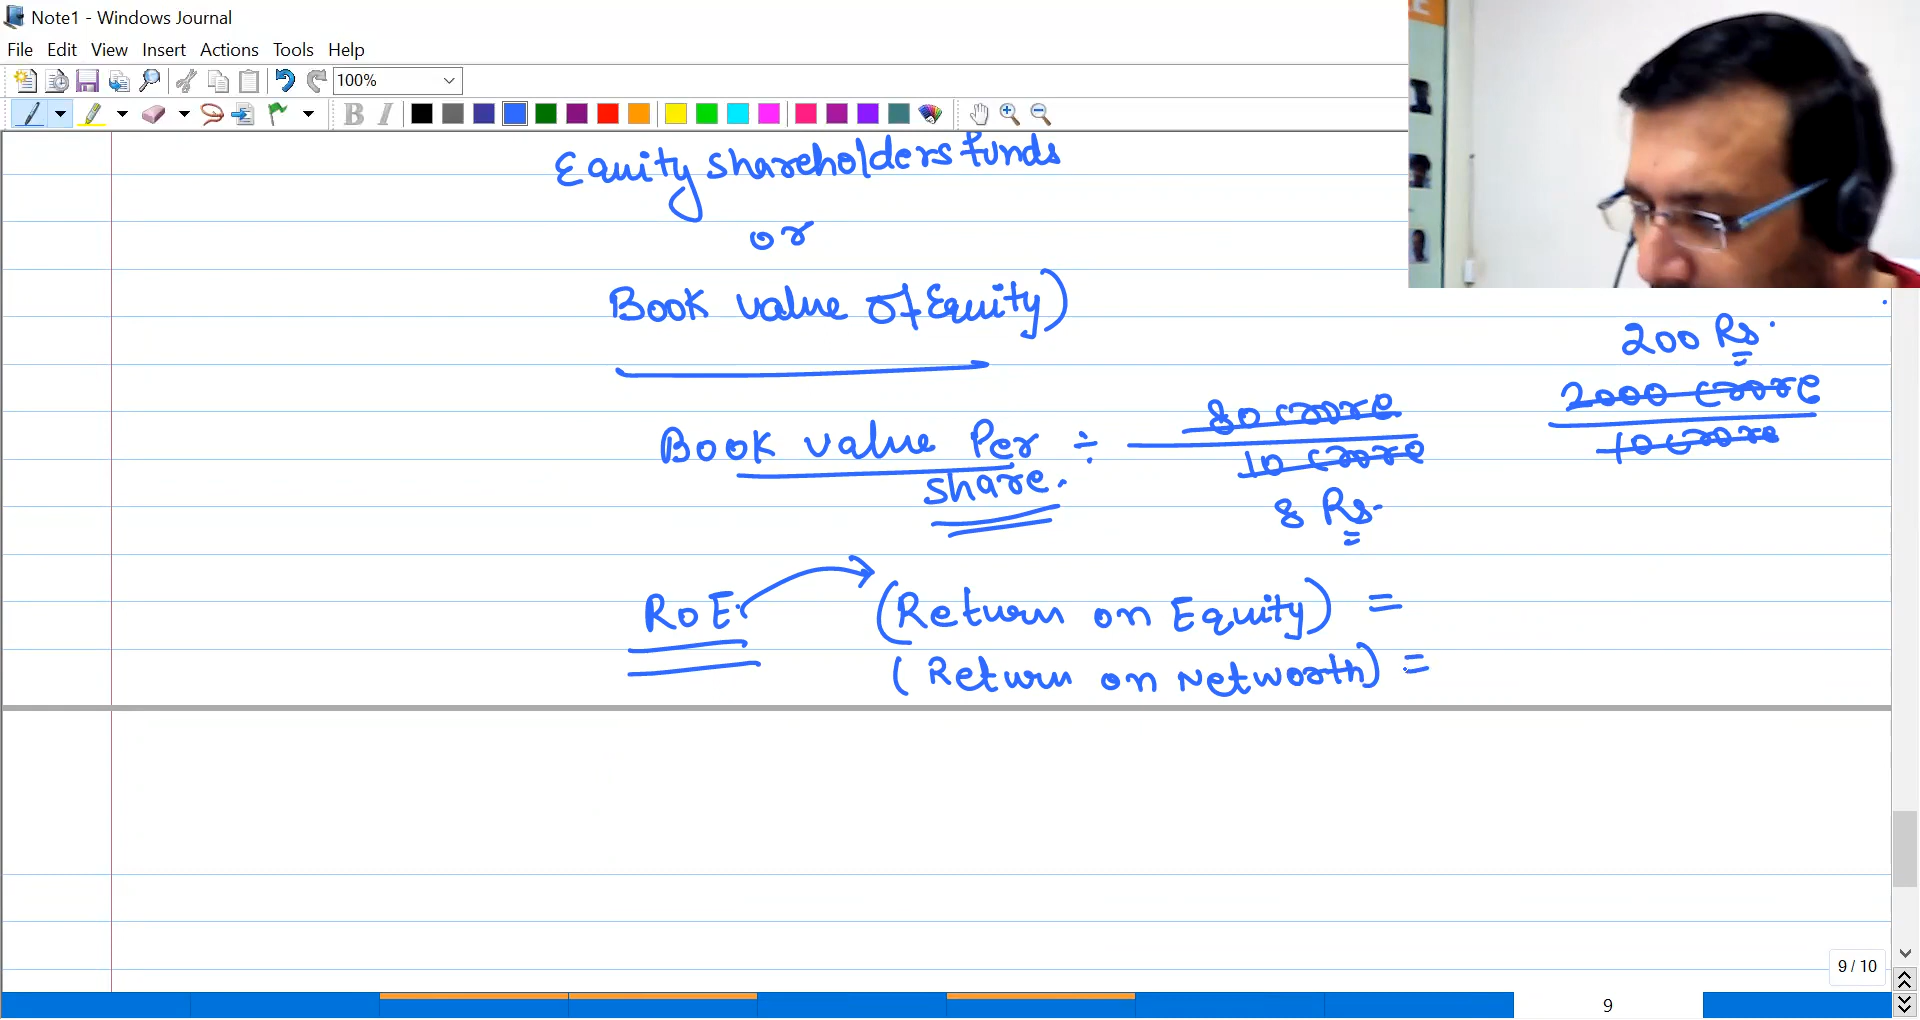 Note1 - Windows Journal
File Edit View Insert Actions Tools Help
100%
B I
Equity shareholders funds
or
Book value of Equity)
200 Rs.
2000 crore
10 crore
Book value Per share. ÷ 80 crore
10 crore
8 Rs.
RoE. (Return on Equity) =
(Return on Networth) =
9 / 10
9